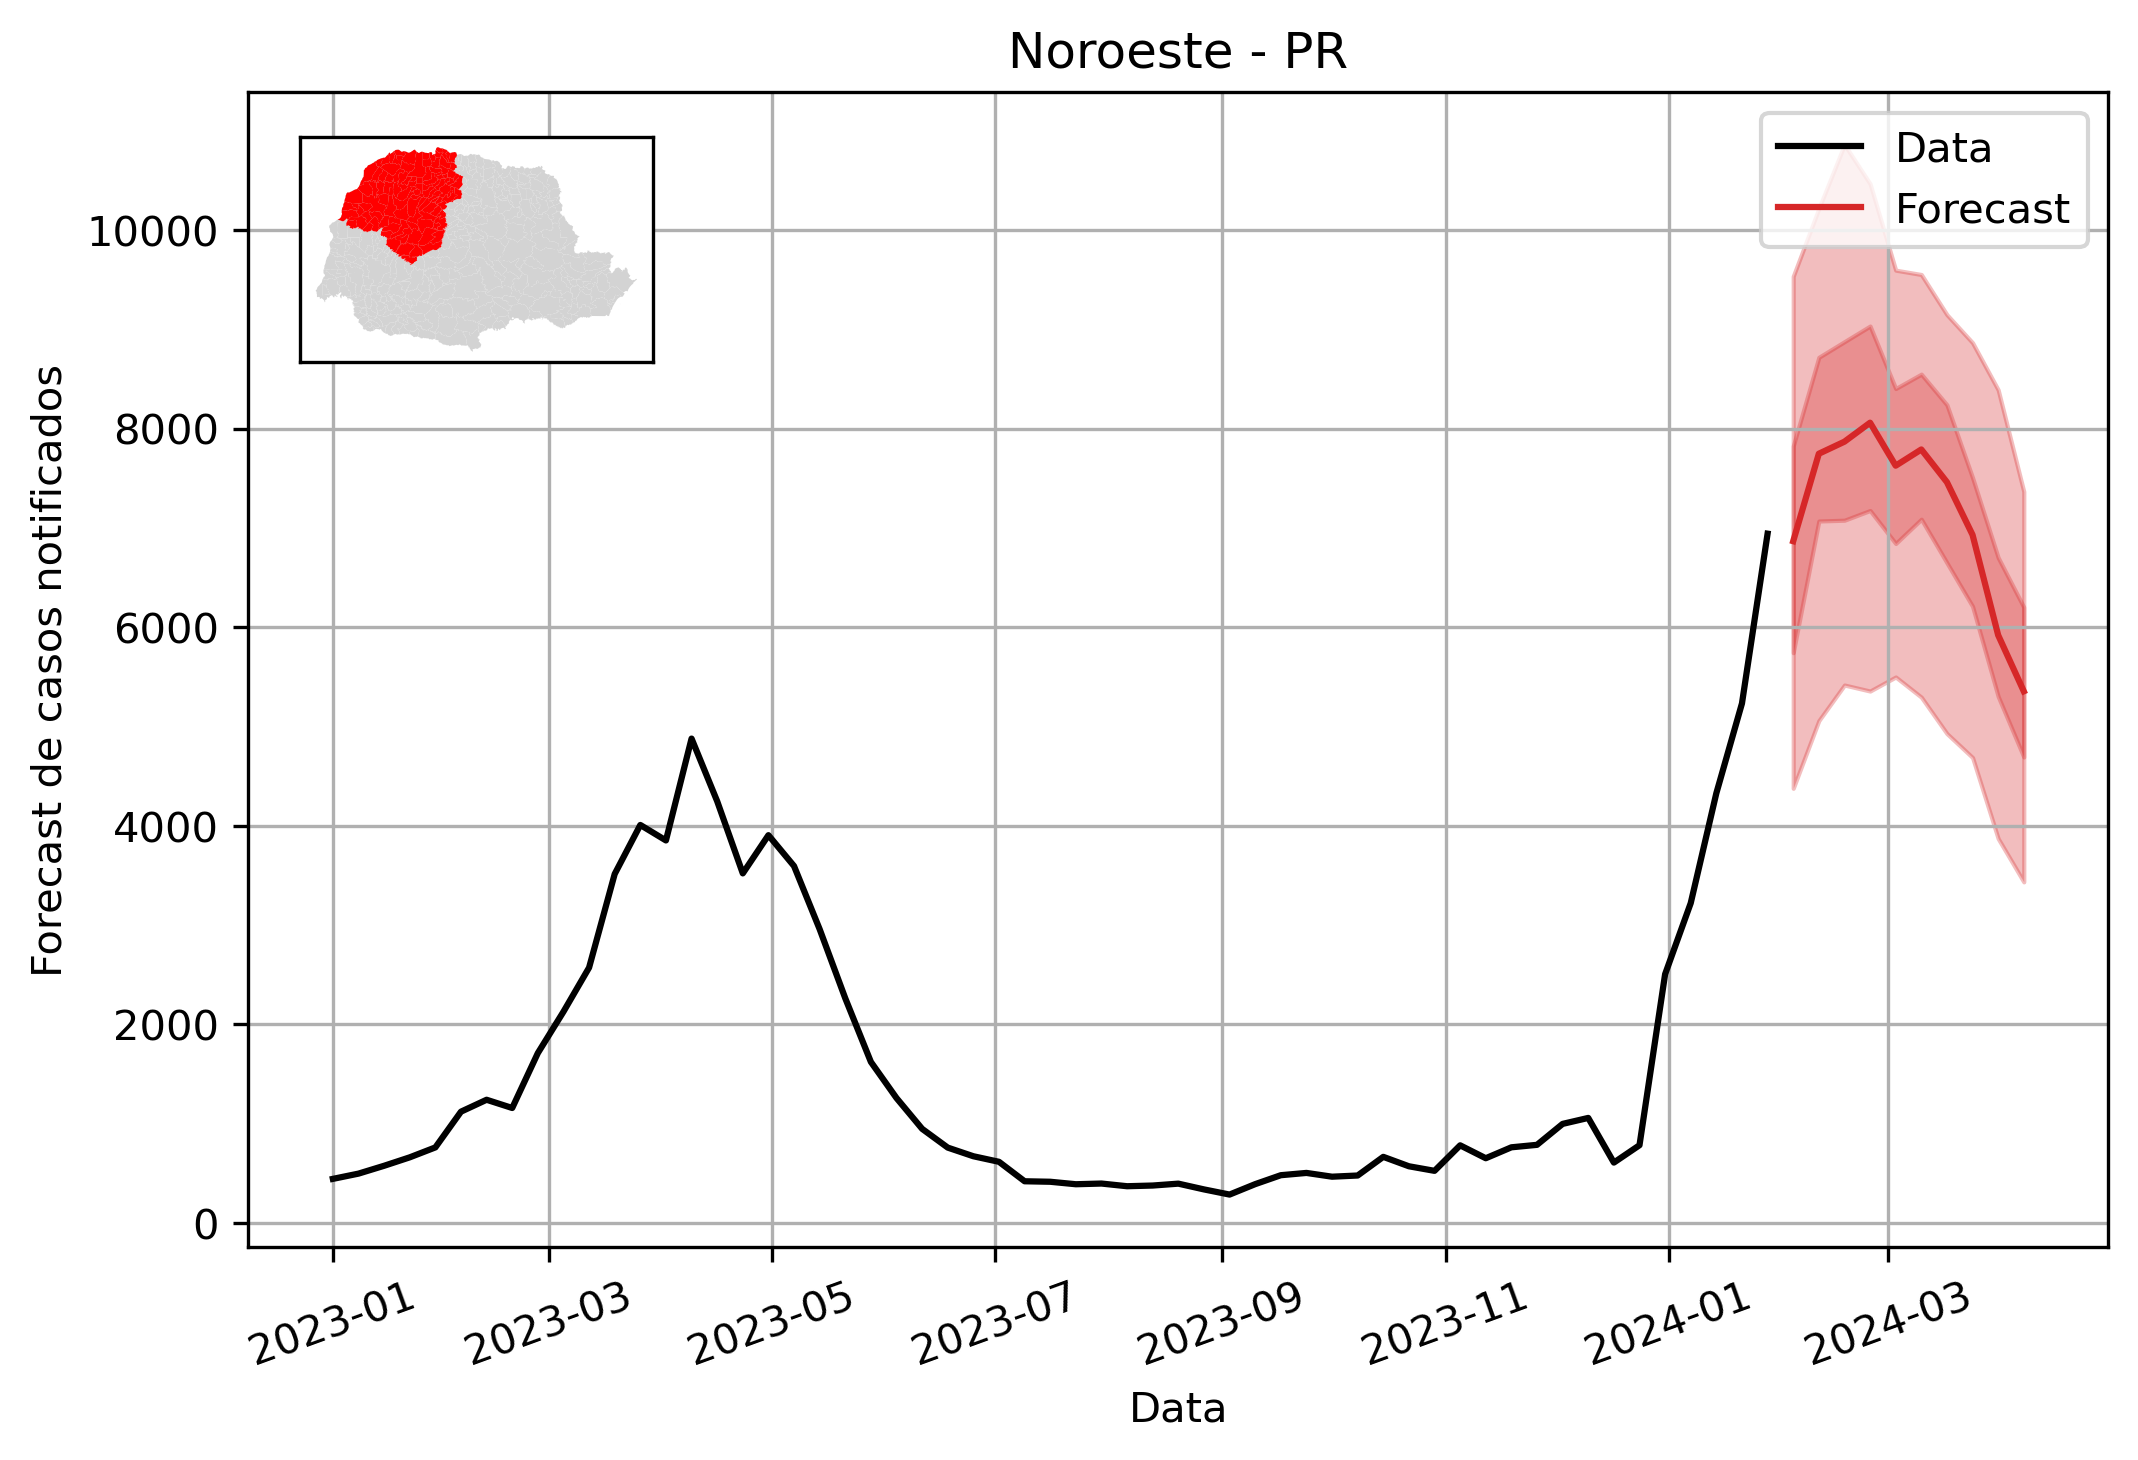 Noroeste - PR
Data
Forecast
Forecast de casos notificados
10000
8000
6000
4000
2000
0
2023-01
2023-03
2023-05
2023-07
2023-09
2023-11
2024-01
2024-03
Data